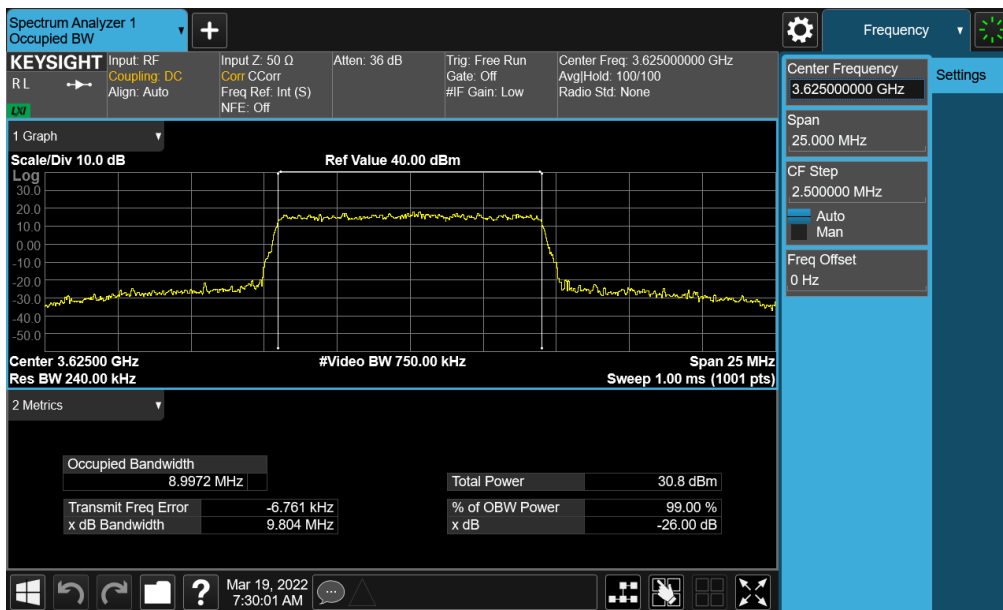 Spectrum Analyzer 1
Occupied BW
+
Frequency
KEYSIGHT
R L
LXI
Input: RF
Coupling: DC
Align: Auto
Input Z: 50 Ω
Corr CCorr
Freq Ref: Int (S)
NFE: Off
Atten: 36 dB
Trig: Free Run
Gate: Off
#IF Gain: Low
Center Freq: 3.625000000 GHz
Avg|Hold: 100/100
Radio Std: None
Center Frequency
3.625000000 GHz
Settings
Span
25.000 MHz
CF Step
2.500000 MHz
Auto
Man
Freq Offset
0 Hz
1 Graph
Scale/Div 10.0 dB
Ref Value 40.00 dBm
Log
30.0
20.0
10.0
0.00
-10.0
-20.0
-30.0
-40.0
-50.0
Center 3.62500 GHz
#Video BW 750.00 kHz
Span 25 MHz
Res BW 240.00 kHz
Sweep 1.00 ms (1001 pts)
2 Metrics
Occupied Bandwidth
8.9972 MHz
Total Power 30.8 dBm
Transmit Freq Error -6.761 kHz
% of OBW Power 99.00 %
x dB Bandwidth 9.804 MHz
x dB -26.00 dB
?
Mar 19, 2022
7:30:01 AM